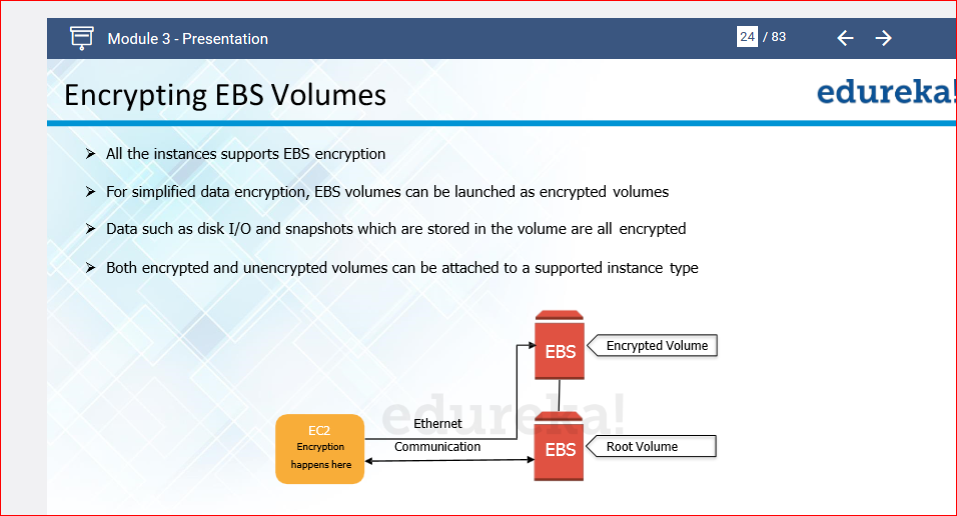 Module 3 - Presentation
24 / 83
Encrypting EBS Volumes
edureka!
All the instances supports EBS encryption
For simplified data encryption, EBS volumes can be launched as encrypted volumes
Data such as disk I/O and snapshots which are stored in the volume are all encrypted
Both encrypted and unencrypted volumes can be attached to a supported instance type
EBS
Encrypted Volume
edureka!
Ethernet
Communication
EC2
Encryption
happens here
EBS
Root Volume